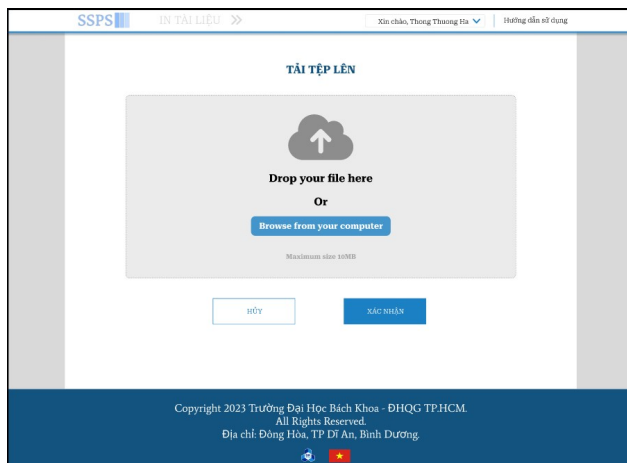 SSPS
IN TÀI LIỆU
Xin chào, Thong Thuong Ha
Hướng dẫn sử dụng
TẢI TỆP LÊN
Drop your file here
Or
Browse from your computer
Maximum size 10MB
HỦY
XÁC NHẬN
Copyright 2023 Trường Đại Học Bách Khoa - ĐHQG TP.HCM.
All Rights Reserved.
Địa chỉ: Đông Hòa, TP Dĩ An, Bình Dương.